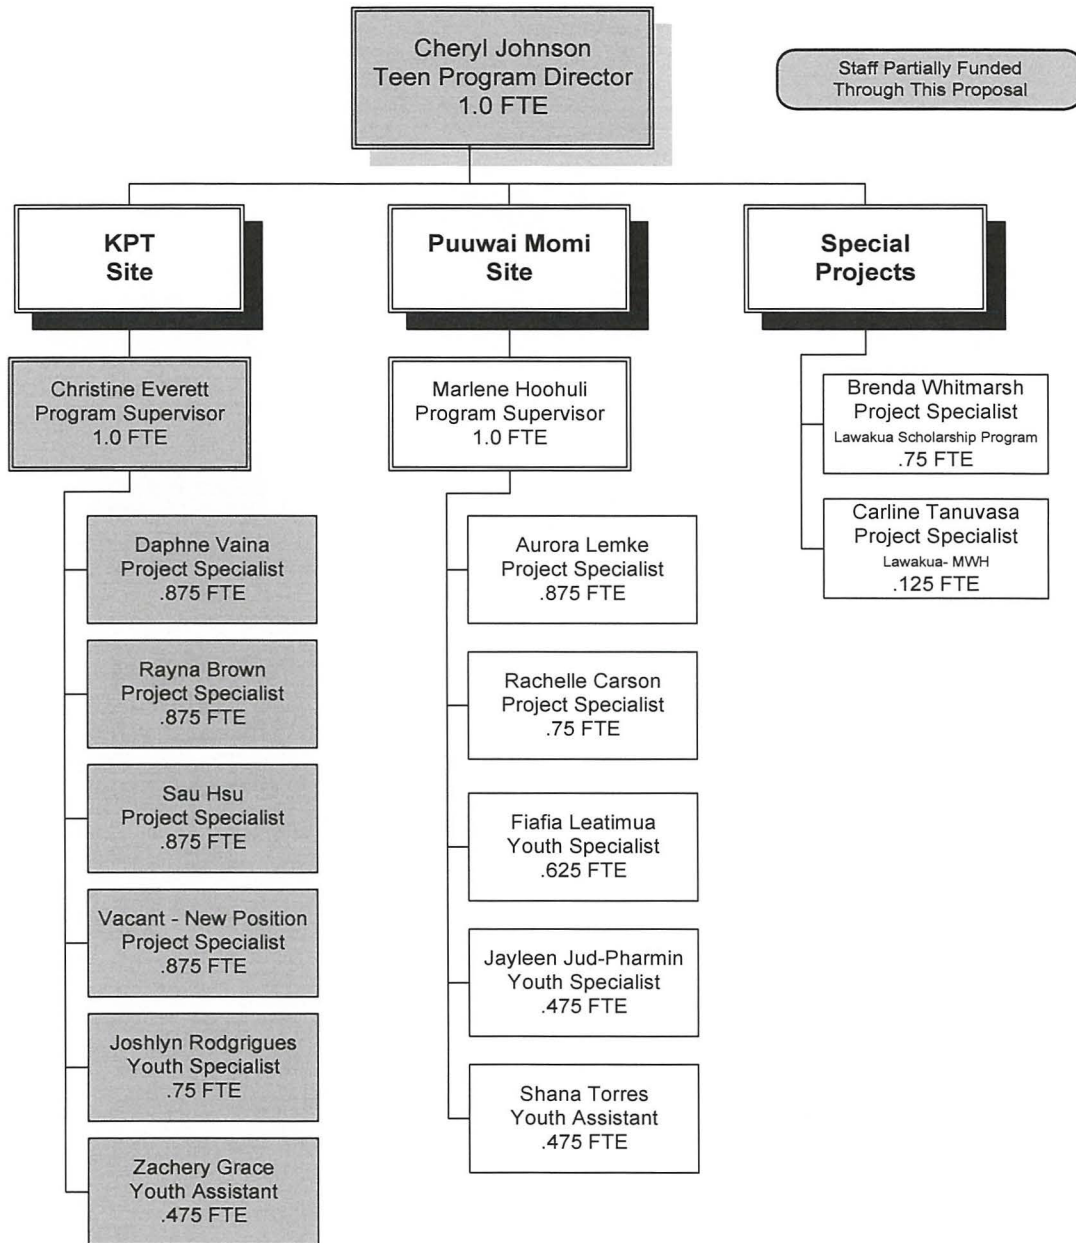 Cheryl Johnson
Teen Program Director
1.0 FTE
Staff Partially Funded
Through This Proposal
KPT
Site
Puuwai Momi
Site
Special
Projects
Christine Everett
Program Supervisor
1.0 FTE
Marlene Hoohuli
Program Supervisor
1.0 FTE
Brenda Whitmarsh
Project Specialist
Lawakua Scholarship Program
.75 FTE
Carline Tanuvasa
Project Specialist
Lawakua- MWH
.125 FTE
Daphne Vaina
Project Specialist
.875 FTE
Rayna Brown
Project Specialist
.875 FTE
Sau Hsu
Project Specialist
.875 FTE
Vacant - New Position
Project Specialist
.875 FTE
Joshlyn Rodgrigues
Youth Specialist
.75 FTE
Zachery Grace
Youth Assistant
.475 FTE
Aurora Lemke
Project Specialist
.875 FTE
Rachelle Carson
Project Specialist
.75 FTE
Fiafia Leatimua
Youth Specialist
.625 FTE
Jayleen Jud-Pharmin
Youth Specialist
.475 FTE
Shana Torres
Youth Assistant
.475 FTE